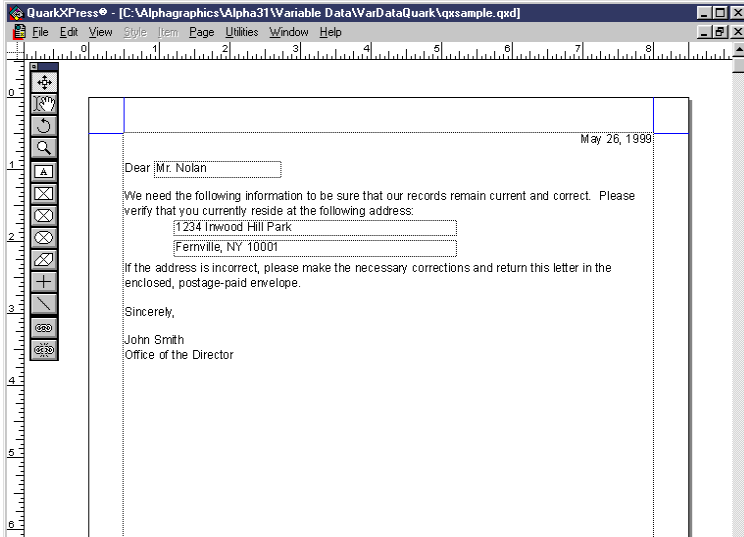 QuarkXPress® - [C:\Alphagraphics\Alpha31\Variable Data\VarDataQuark\qxsample.qxd]
File Edit View Style Item Page Utilities Window Help
0 1 2 3 4 5 6 7 8
0
May 26, 1999
1
Dear Mr. Nolan
A
We need the following information to be sure that our records remain current and correct. Please
verify that you currently reside at the following address:
1234 Inwood Hill Park
2
Fernville, NY 10001
If the address is incorrect, please make the necessary corrections and return this letter in the
enclosed, postage-paid envelope.
3
Sincerely,
John Smith
Office of the Director
4
5
6